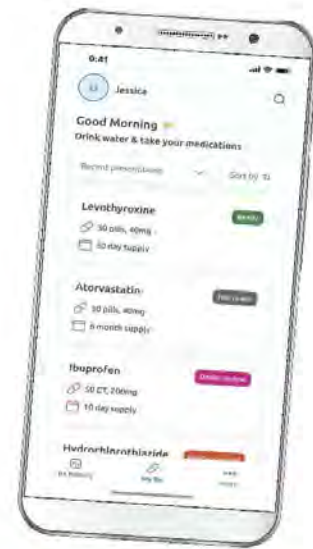 9:41
Jessica
Good Morning
Drink water & take your medications
Recent prescriptions
Sort by
Levothyroxine
Ready
30 pills, 40mg
30 day supply
Atorvastatin
30 pills, 40mg
6 month supply
Ibuprofen
50 CT, 200mg
10 day supply
Hydrochlorothiazide
My Rx